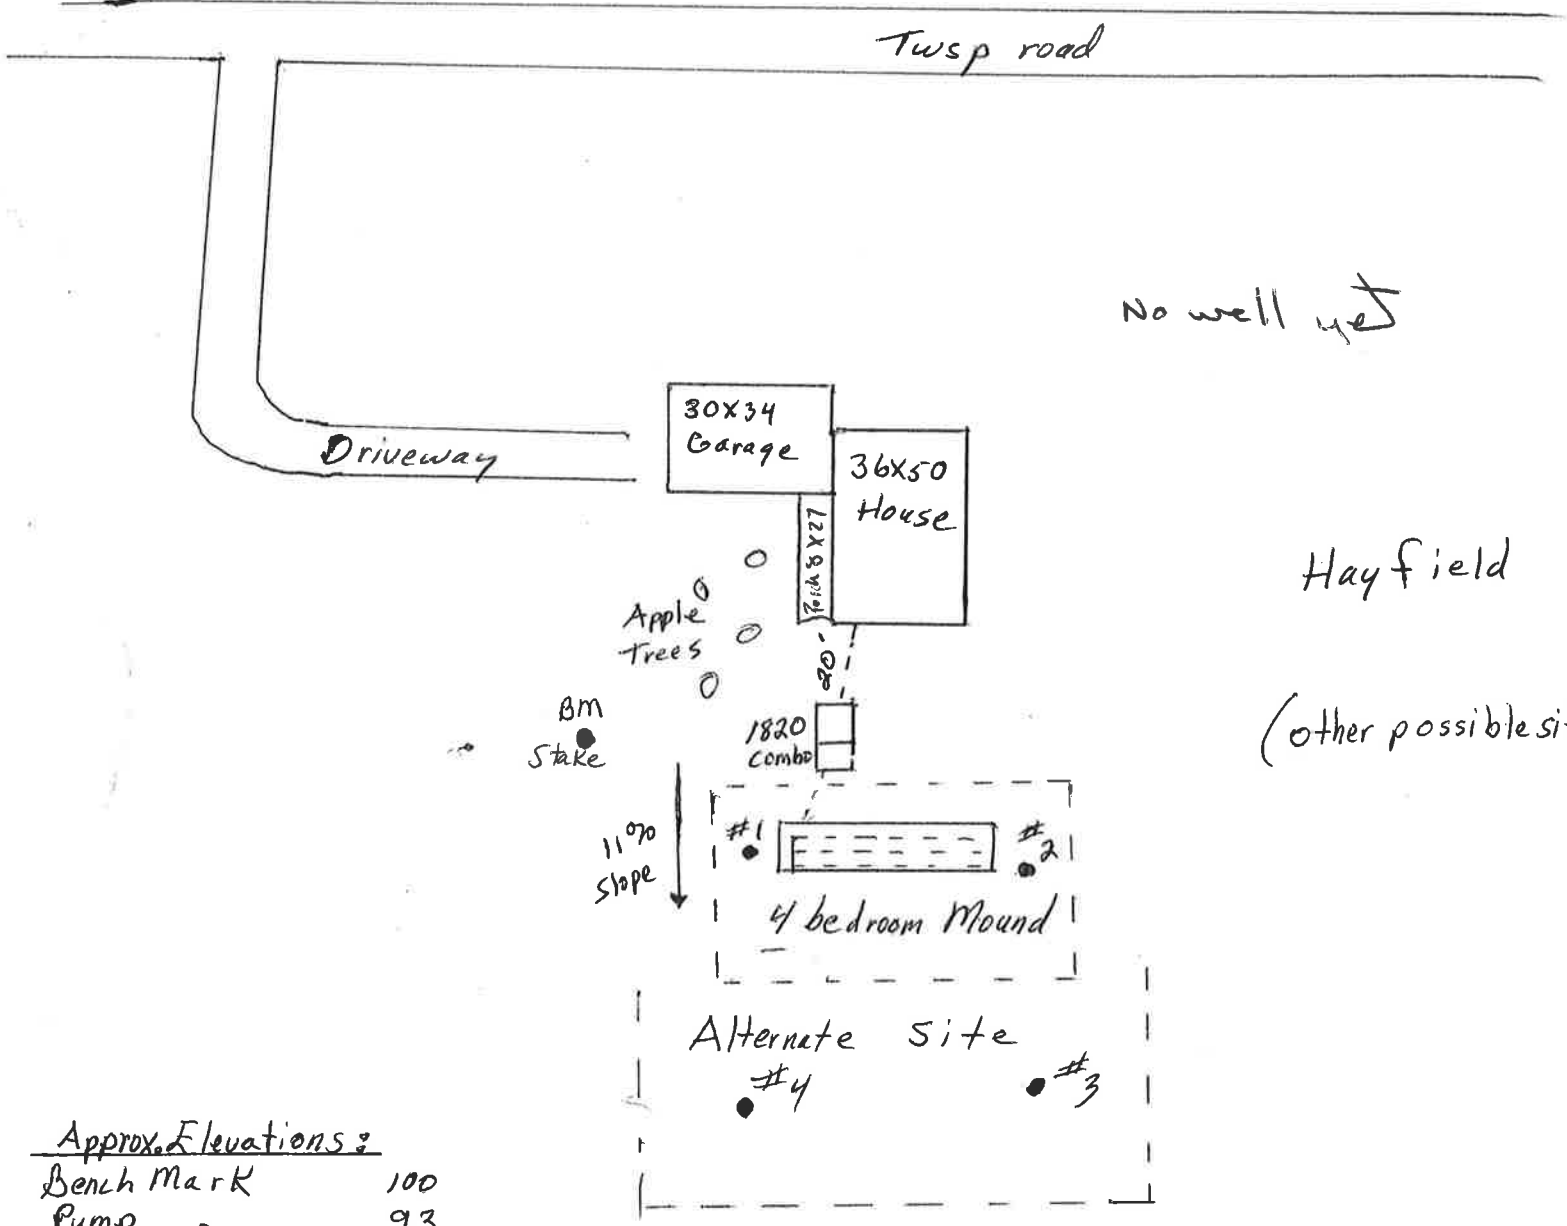 Twsp road
No well yet
30X34
Garage
Driveway
36X50
House
Porch 8X27
Hayfield
Apple
Trees
20'
BM
Stake
1820
Combo
(other possible si
11%
slope
#1
#2
4 bedroom Mound
Alternate Site
#4
#3
Approx. Elevations:
Bench Mark 100
Pump 93